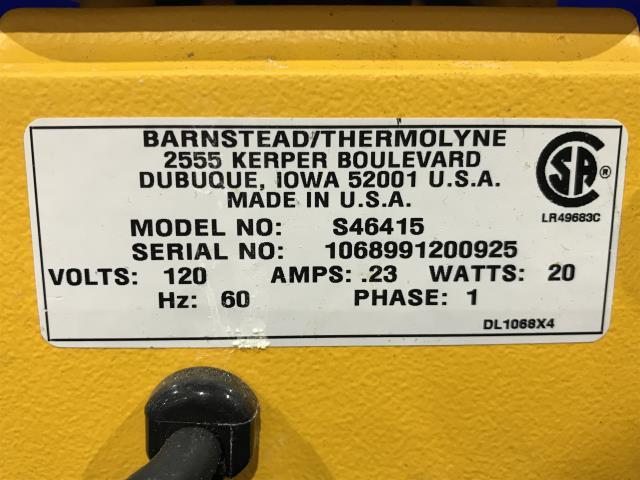 BARNSTEAD/THERMOLYNE
2555 KERPER BOULEVARD
DUBUQUE, IOWA 52001 U.S.A.
MADE IN U.S.A.
SA ®
LR49683C
MODEL NO: S46415
SERIAL NO: 1068991200925
VOLTS: 120 AMPS: .23 WATTS: 20
Hz: 60 PHASE: 1
DL1068X4